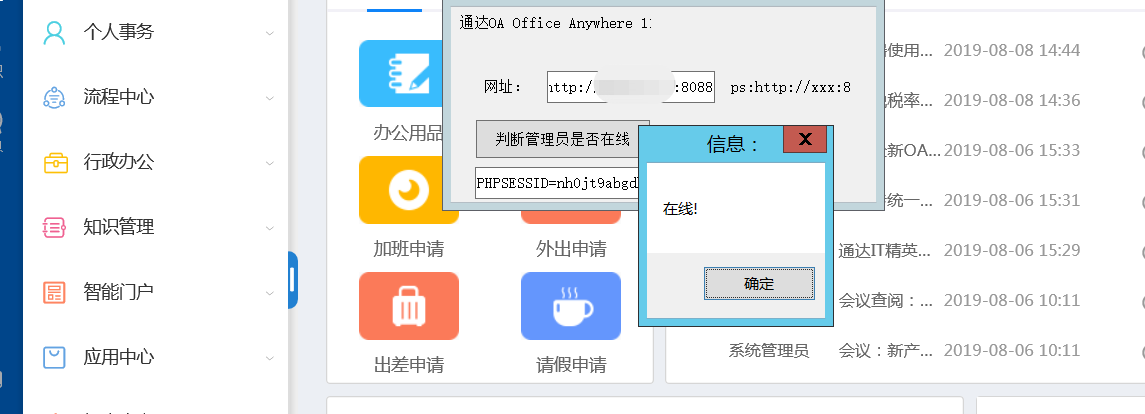 个人事务
流程中心
行政办公
知识管理
智能门户
应用中心
办公用品
加班申请
外出申请
出差申请
请假申请
通达OA Office Anywhere 1
网址：
http:/
:8088
ps:http://xxx:8
判断管理员是否在线
PHPSESSID=nh0jt9abgd
信息：
X
在线!
确定
使用... 2019-08-08 14:44
税率... 2019-08-08 14:36
新OA... 2019-08-06 15:33
统一... 2019-08-06 15:31
通达IT精英... 2019-08-06 15:29
会议查阅：... 2019-08-06 10:11
系统管理员 会议：新产... 2019-08-06 10:11